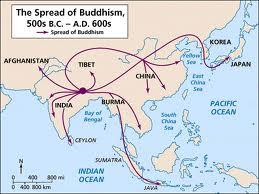 The Spread of Buddhism,
500s B.C. – A.D. 600s
Spread of Buddhism
AFGHANISTAN
TIBET
KOREA
Yellow
Sea
JAPAN
CHINA
East
China
Sea
INDIA
BURMA
Bay of
Bengal
South
China
Sea
PACIFIC
OCEAN
CEYLON
SUMATRA
INDIAN
OCEAN
JAVA
0 400 800 mi
0 400 800 km